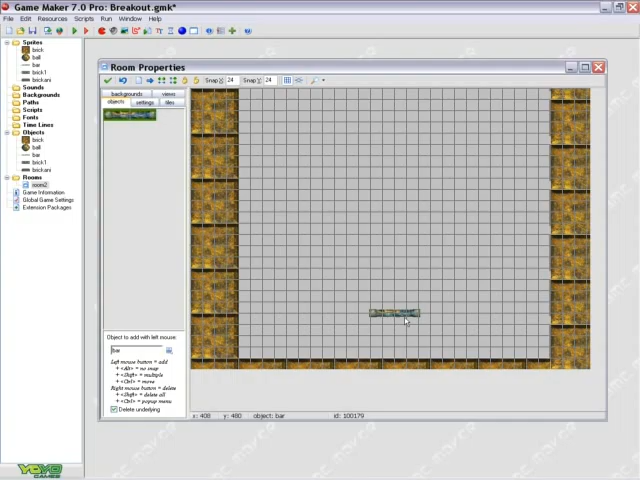 Game Maker 7.0 Pro: Breakout.gmk*
File Edit Resources Scripts Run Window Help
Sprites
brick
ball
bar
brick1
brickani
Sounds
Backgrounds
Paths
Scripts
Fonts
Time Lines
Objects
brick
ball
bar
brick1
brickani
Rooms
room2
Game Information
Global Game Settings
Extension Packages
Room Properties
Snap X: 24 Snap Y: 24
backgrounds views
objects settings tiles
Object to add with left mouse:
bar
Left mouse button = add
+ <Alt> = no snap
+ <Shift> = multiple
+ <Ctrl> = move
Right mouse button = delete
+ <Shift> = delete all
+ <Ctrl> = popup menu
Delete underlying
x: 408 y: 480 object: bar id: 100179
YOYO
GAMES